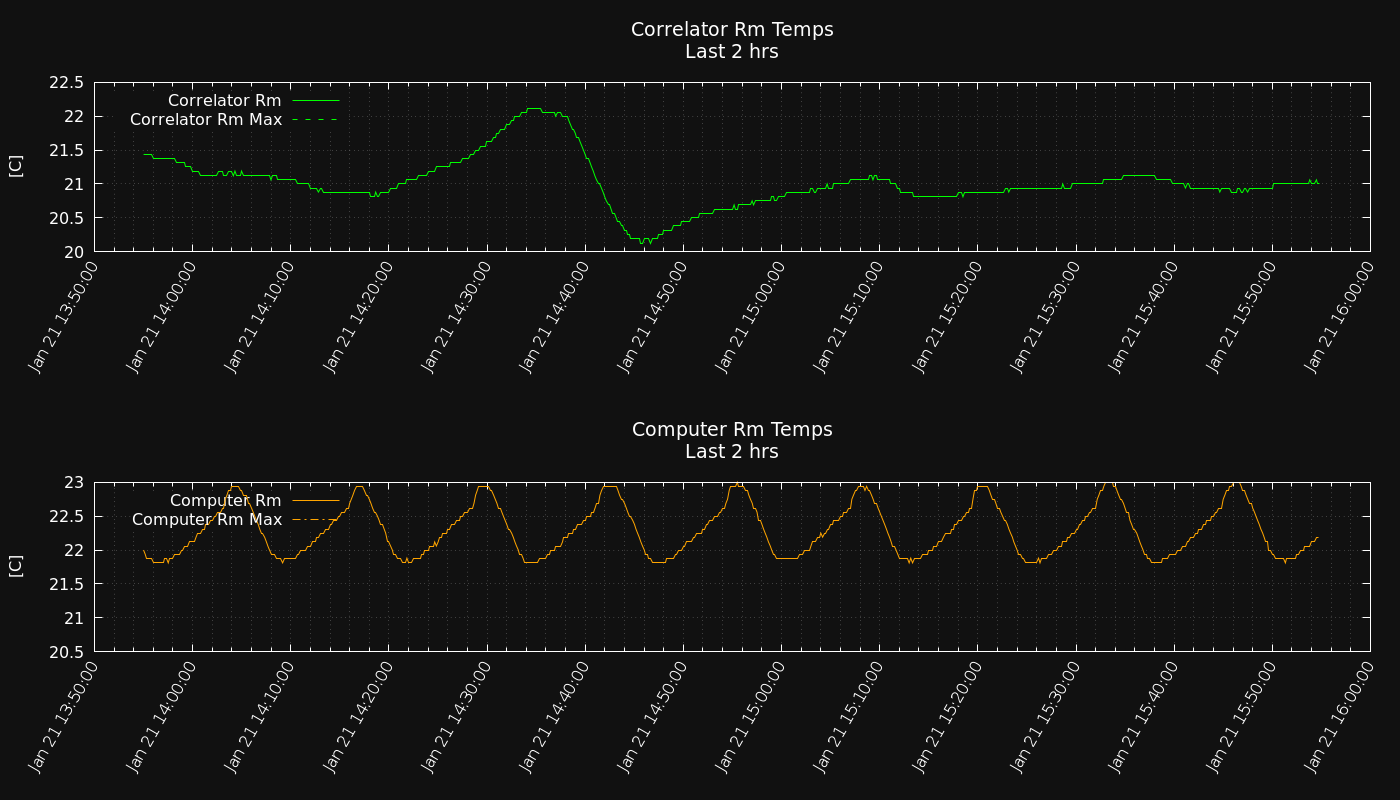 Correlator Rm Temps
Last 2 hrs
22.5
22
21.5
21
20.5
20
[C]
Correlator Rm
Correlator Rm Max
Jan 21 13:50:00
Jan 21 14:00:00
Jan 21 14:10:00
Jan 21 14:20:00
Jan 21 14:30:00
Jan 21 14:40:00
Jan 21 14:50:00
Jan 21 15:00:00
Jan 21 15:10:00
Jan 21 15:20:00
Jan 21 15:30:00
Jan 21 15:40:00
Jan 21 15:50:00
Jan 21 16:00:00
Computer Rm Temps
Last 2 hrs
23
22.5
22
21.5
21
20.5
[C]
Computer Rm
Computer Rm Max
Jan 21 13:50:00
Jan 21 14:00:00
Jan 21 14:10:00
Jan 21 14:20:00
Jan 21 14:30:00
Jan 21 14:40:00
Jan 21 14:50:00
Jan 21 15:00:00
Jan 21 15:10:00
Jan 21 15:20:00
Jan 21 15:30:00
Jan 21 15:40:00
Jan 21 15:50:00
Jan 21 16:00:00